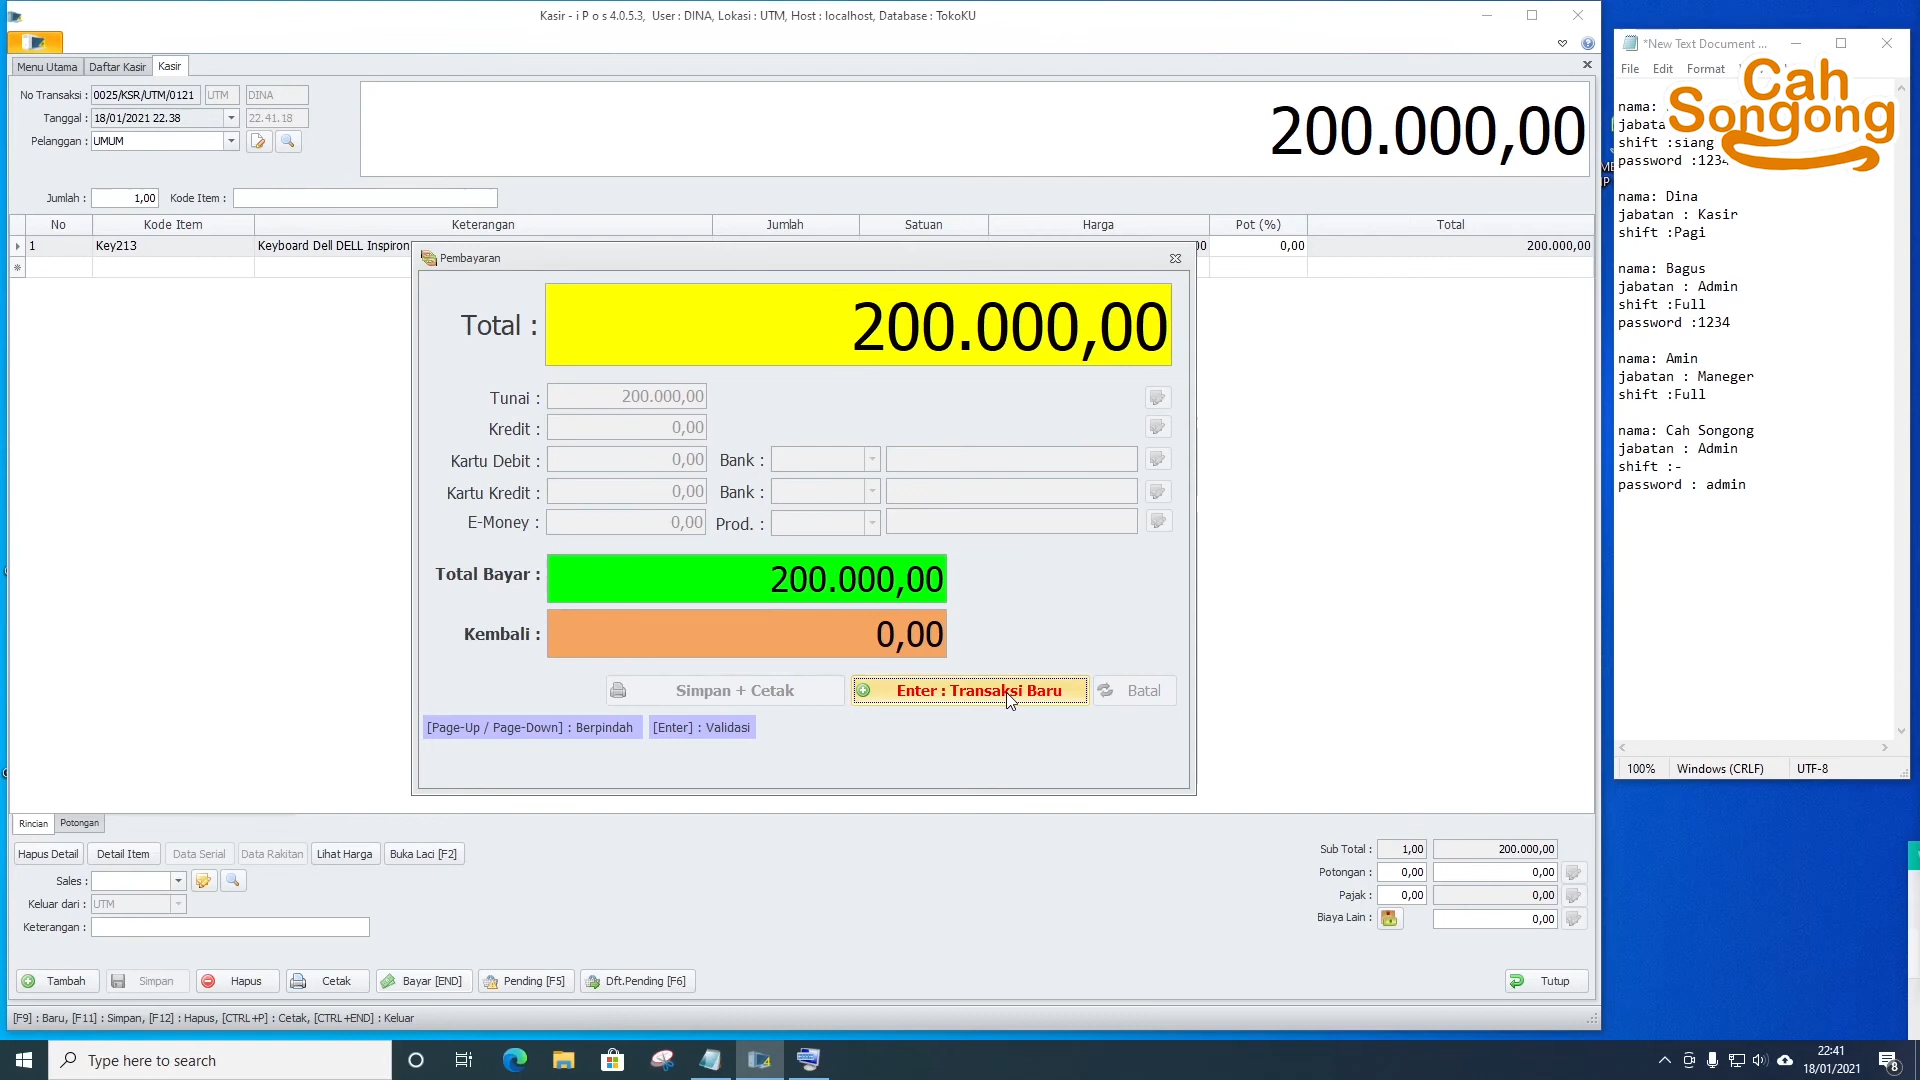 Kasir - i P o s 4.0.5.3, User : DINA, Lokasi : UTM, Host : localhost, Database : TokoKU
Menu Utama Daftar Kasir Kasir
No Transaksi : 0025/KSR/UTM/0121 UTM DINA
Tanggal : 18/01/2021 22.38 22.41.18
Pelanggan : UMUM
200.000,00
Jumlah : 1,00 Kode Item :
No Kode Item Keterangan Jumlah Satuan Harga Pot (%) Total
1 Key213 Keyboard Dell DELL Inspiron 0,00 200.000,00
Pembayaran
Total : 200.000,00
Tunai : 200.000,00
Kredit : 0,00
Kartu Debit : 0,00 Bank :
Kartu Kredit : 0,00 Bank :
E-Money : 0,00 Prod. :
Total Bayar : 200.000,00
Kembali : 0,00
Simpan + Cetak Enter : Transaksi Baru Batal
[Page-Up / Page-Down] : Berpindah [Enter] : Validasi
Rincian Potongan
Hapus Detail Detail Item Data Serial Data Rakitan Lihat Harga Buka Laci [F2]
Sales :
Keluar dari : UTM
Keterangan :
Sub Total : 1,00 200.000,00
Potongan : 0,00 0,00
Pajak : 0,00 0,00
Biaya Lain : 0,00
Tambah Simpan Hapus Cetak Bayar [END] Pending [F5] Dft.Pending [F6] Tutup
[F9] : Baru, [F11] : Simpan, [F12] : Hapus, [CTRL+P] : Cetak, [CTRL+END] : Keluar
*New Text Document ...
File Edit Format
Cah
Songong
nama:
jabata
shift :siang
password :1234
nama: Dina
jabatan : Kasir
shift :Pagi
nama: Bagus
jabatan : Admin
shift :Full
password :1234
nama: Amin
jabatan : Maneger
shift :Full
nama: Cah Songong
jabatan : Admin
shift :-
password : admin
100% Windows (CRLF) UTF-8
Type here to search
22:41
18/01/2021
8